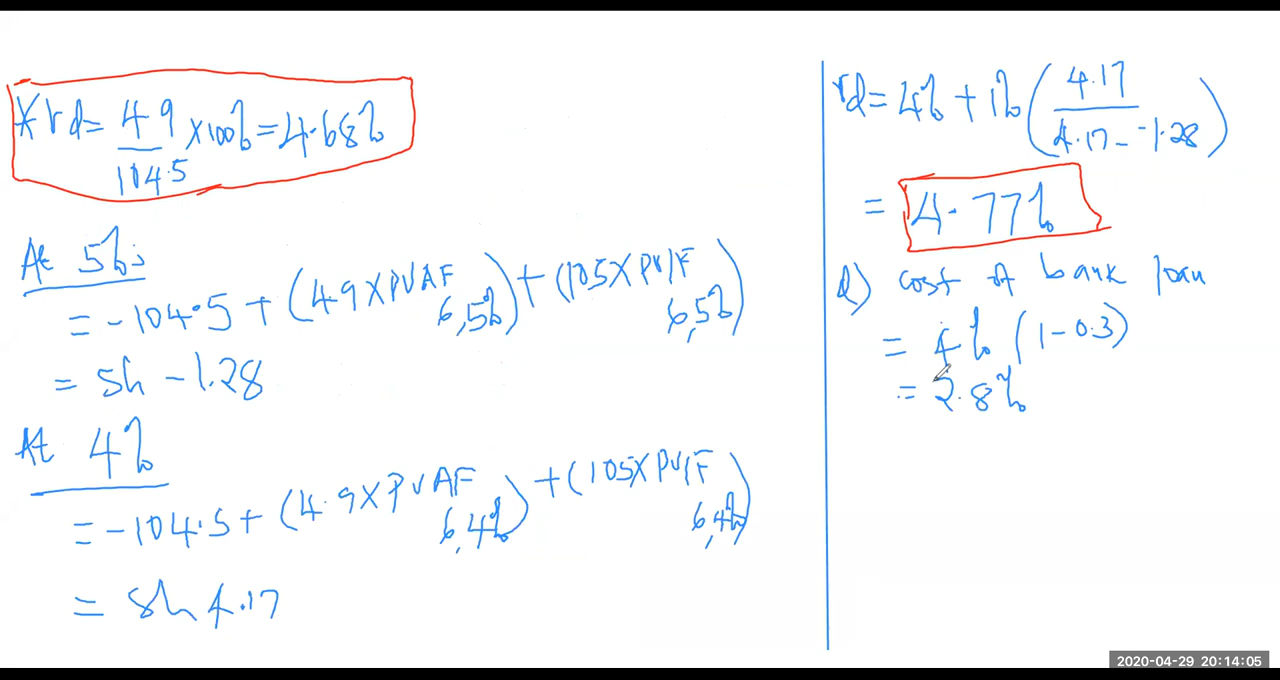 *rd = 4.9/104.5 x100% = 4.68%
At 5%:
= -104.5 + (4.9 X PVAF 6,5%) + (105 X PVIF 6,5%)
= Sh -1.28
At 4%
= -104.5 + (4.9 X PVAF 6,4%) + (105 X PVIF 6,4%)
= Sh 4.17
rd = 4% + 1% (4.17/4.17 - -1.28)
= 4.77%
d) cost of bank loan
= 4% (1 - 0.3)
= 2.8%
2020-04-29 20:14:05